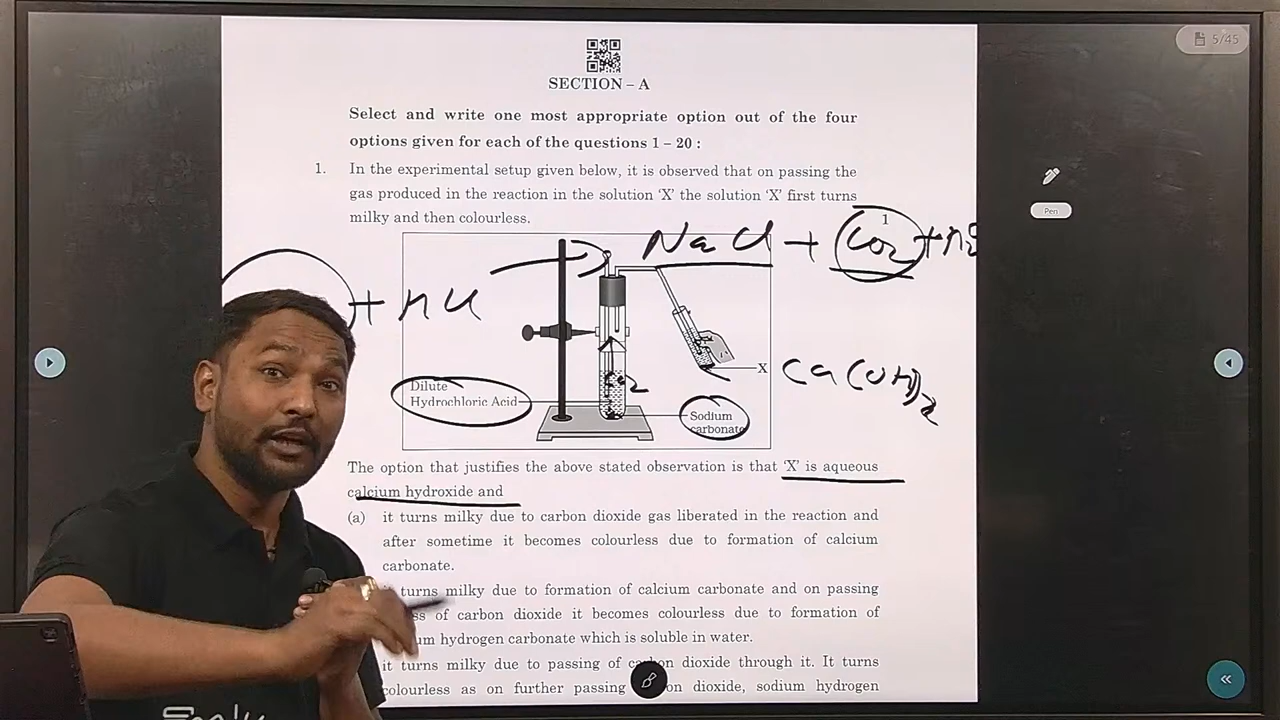 5/45
SECTION – A
Select and write one most appropriate option out of the four
options given for each of the questions 1 – 20 :
1. In the experimental setup given below, it is observed that on passing the
gas produced in the reaction in the solution ‘X’ the solution ‘X’ first turns
milky and then colourless.
1
Pen
NaCl + CO2 +
+ HCl
X
Ca(OH)2
CO2
Dilute
Hydrochloric Acid
Sodium
carbonate
The option that justifies the above stated observation is that ‘X’ is aqueous
calcium hydroxide and
(a) it turns milky due to carbon dioxide gas liberated in the reaction and
after sometime it becomes colourless due to formation of calcium
carbonate.
turns milky due to formation of calcium carbonate and on passing
of carbon dioxide it becomes colourless due to formation of
hydrogen carbonate which is soluble in water.
it turns milky due to passing of carbon dioxide through it. It turns
colourless as on further passing dioxide, sodium hydrogen